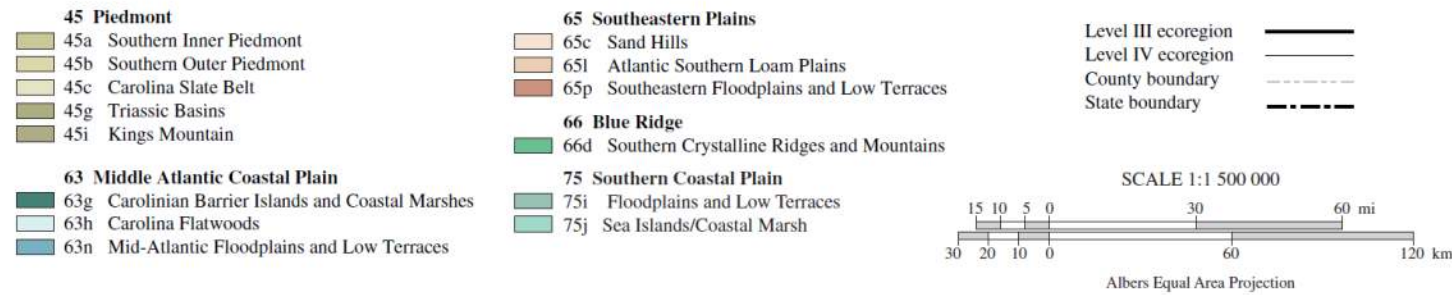 45 Piedmont
45a Southern Inner Piedmont
45b Southern Outer Piedmont
45c Carolina Slate Belt
45g Triassic Basins
45i Kings Mountain
63 Middle Atlantic Coastal Plain
63g Carolinian Barrier Islands and Coastal Marshes
63h Carolina Flatwoods
63n Mid-Atlantic Floodplains and Low Terraces
65 Southeastern Plains
65c Sand Hills
65l Atlantic Southern Loam Plains
65p Southeastern Floodplains and Low Terraces
66 Blue Ridge
66d Southern Crystalline Ridges and Mountains
75 Southern Coastal Plain
75i Floodplains and Low Terraces
75j Sea Islands/Coastal Marsh
Level III ecoregion
Level IV ecoregion
County boundary
State boundary
SCALE 1:1 500 000
15 10 5 0 30 60 mi
30 20 10 0 60 120 km
Albers Equal Area Projection